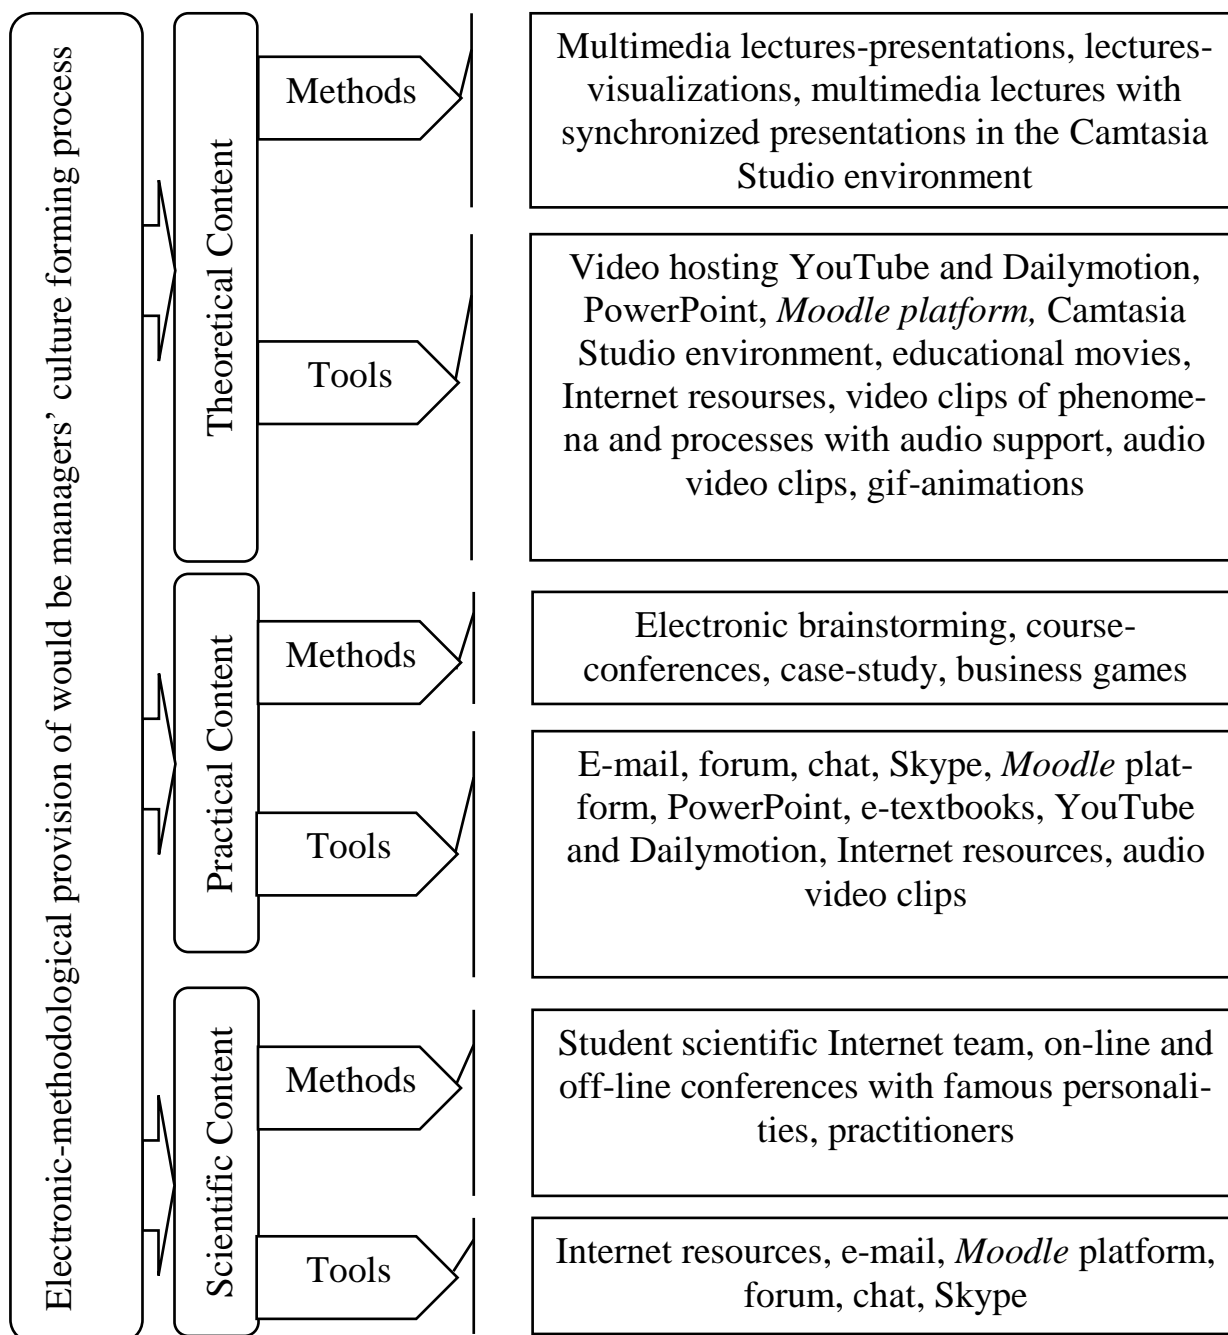 Electronic-methodological provision of would be managers’ culture forming process
Theoretical Content
Methods
Multimedia lectures-presentations, lectures-
visualizations, multimedia lectures with
synchronized presentations in the Camtasia
Studio environment
Tools
Video hosting YouTube and Dailymotion,
PowerPoint, Moodle platform, Camtasia
Studio environment, educational movies,
Internet resourses, video clips of phenome-
na and processes with audio support, audio
video clips, gif-animations
Practical Content
Methods
Electronic brainstorming, course-
conferences, case-study, business games
Tools
E-mail, forum, chat, Skype, Moodle plat-
form, PowerPoint, e-textbooks, YouTube
and Dailymotion, Internet resources, audio
video clips
Scientific Content
Methods
Student scientific Internet team, on-line and
off-line conferences with famous personali-
ties, practitioners
Tools
Internet resources, e-mail, Moodle platform,
forum, chat, Skype